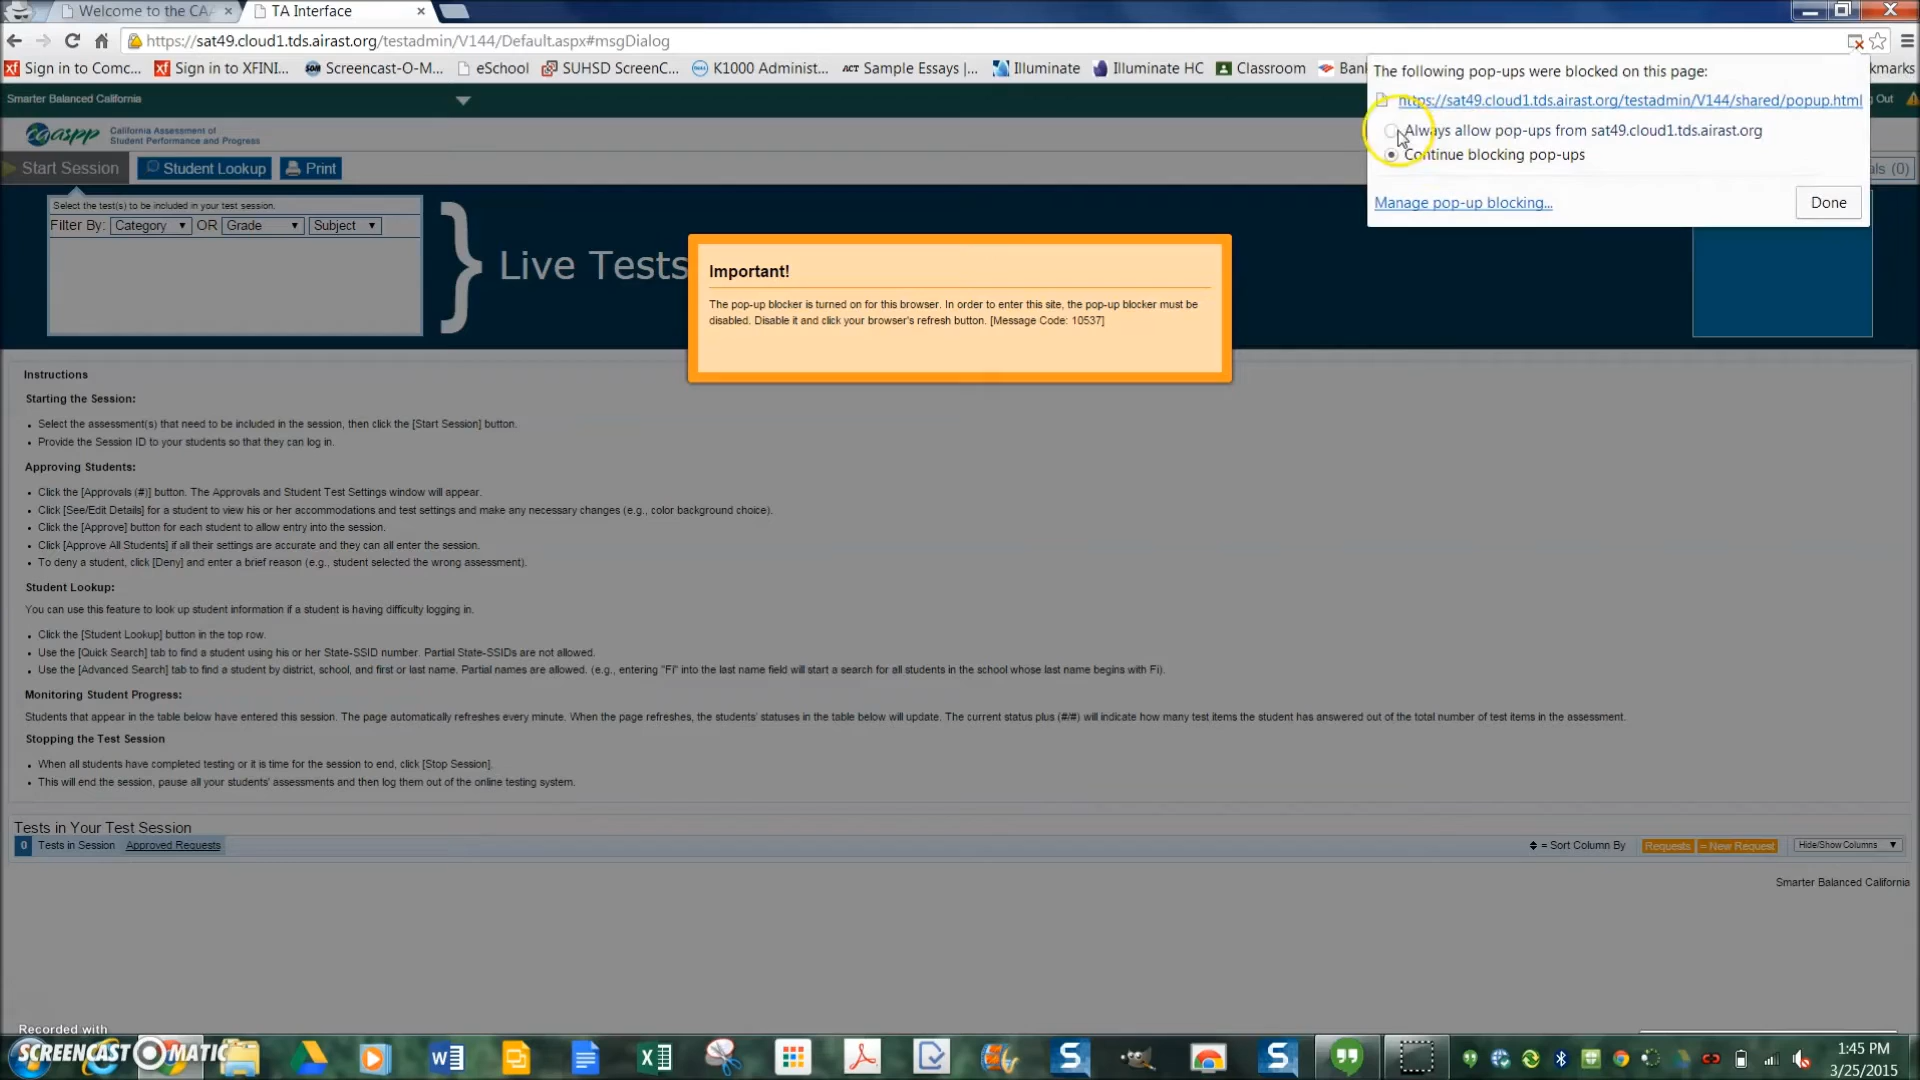 Welcome to the CAA
TA Interface
https://sat49.cloud1.tds.airast.org/testadmin/V144/Default.aspx#msgDialog
Sign in to Comc...
Sign in to XFINI...
Screencast-O-M...
eSchool
SUHSD ScreenC...
K1000 Administ...
ACT Sample Essays |...
Illuminate
Illuminate HC
Classroom
Bank
kmarks
The following pop-ups were blocked on this page:
https://sat49.cloud1.tds.airast.org/testadmin/V144/shared/popup.html
Always allow pop-ups from sat49.cloud1.tds.airast.org
Continue blocking pop-ups
Manage pop-up blocking...
Done
Smarter Balanced California
Out
caaspp California Assessment of
Student Performance and Progress
Start Session
Student Lookup
Print
als (0)
Select the test(s) to be included in your test session.
Filter By: Category OR Grade Subject
} Live Tests
Important!
The pop-up blocker is turned on for this browser. In order to enter this site, the pop-up blocker must be
disabled. Disable it and click your browser's refresh button. [Message Code: 10537]
Instructions
Starting the Session:
• Select the assessment(s) that need to be included in the session, then click the [Start Session] button.
• Provide the Session ID to your students so that they can log in.
Approving Students:
• Click the [Approvals (#)] button. The Approvals and Student Test Settings window will appear.
• Click [See/Edit Details] for a student to view his or her accommodations and test settings and make any necessary changes (e.g., color background choice).
• Click the [Approve] button for each student to allow entry into the session.
• Click [Approve All Students] if all their settings are accurate and they can all enter the session.
• To deny a student, click [Deny] and enter a brief reason (e.g., student selected the wrong assessment).
Student Lookup:
You can use this feature to look up student information if a student is having difficulty logging in.
• Click the [Student Lookup] button in the top row.
• Use the [Quick Search] tab to find a student using his or her State-SSID number. Partial State-SSIDs are not allowed.
• Use the [Advanced Search] tab to find a student by district, school, and first or last name. Partial names are allowed. (e.g., entering "Fi" into the last name field will start a search for all students in the school whose last name begins with Fi).
Monitoring Student Progress:
Students that appear in the table below have entered this session. The page automatically refreshes every minute. When the page refreshes, the students' statuses in the table below will update. The current status plus (#/#) will indicate how many test items the student has answered out of the total number of test items in the assessment.
Stopping the Test Session
• When all students have completed testing or it is time for the session to end, click [Stop Session].
• This will end the session, pause all your students' assessments and then log them out of the online testing system.
Tests in Your Test Session
0 Tests in Session Approved Requests
= Sort Column By
Requests = New Request
Hide/Show Columns
Smarter Balanced California
Recorded with
SCREENCAST-O-MATIC
1:45 PM
3/25/2015